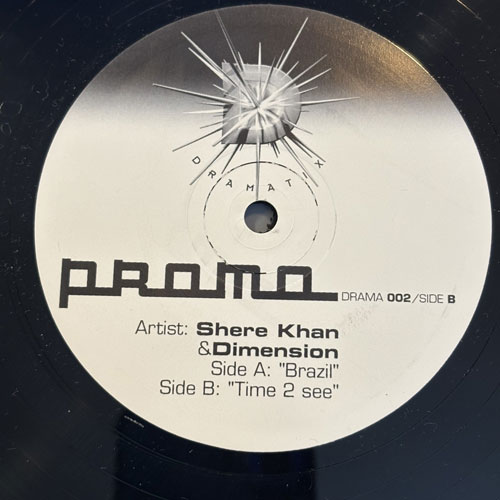 DRAMATIX
promo
DRAMA 002/SIDE B
Artist: Shere Khan
&Dimension
Side A: "Brazil"
Side B: "Time 2 see"